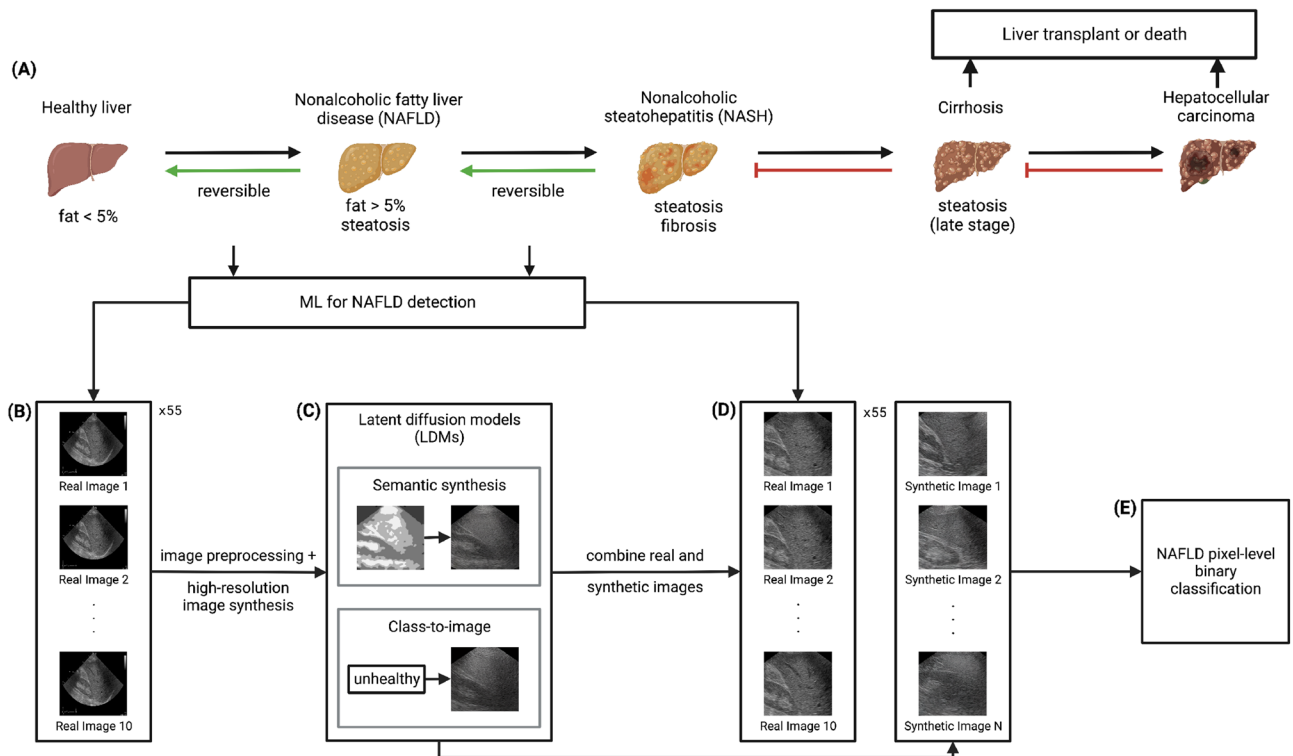 Liver transplant or death
(A)
Healthy liver
Nonalcoholic fatty liver
disease (NAFLD)
Nonalcoholic
steatohepatitis (NASH)
Cirrhosis
Hepatocellular
carcinoma
reversible
reversible
fat < 5%
fat > 5%
steatosis
steatosis
fibrosis
steatosis
(late stage)
ML for NAFLD detection
(B)
x55
Real Image 1
Real Image 2
.
.
.
Real Image 10
image preprocessing +
high-resolution
image synthesis
(C)
Latent diffusion models
(LDMs)
Semantic synthesis
Class-to-image
unhealthy
combine real and
synthetic images
(D)
x55
Real Image 1
Real Image 2
.
.
.
Real Image 10
Synthetic Image 1
Synthetic Image 2
.
.
.
Synthetic Image N
(E)
NAFLD pixel-level
binary
classification